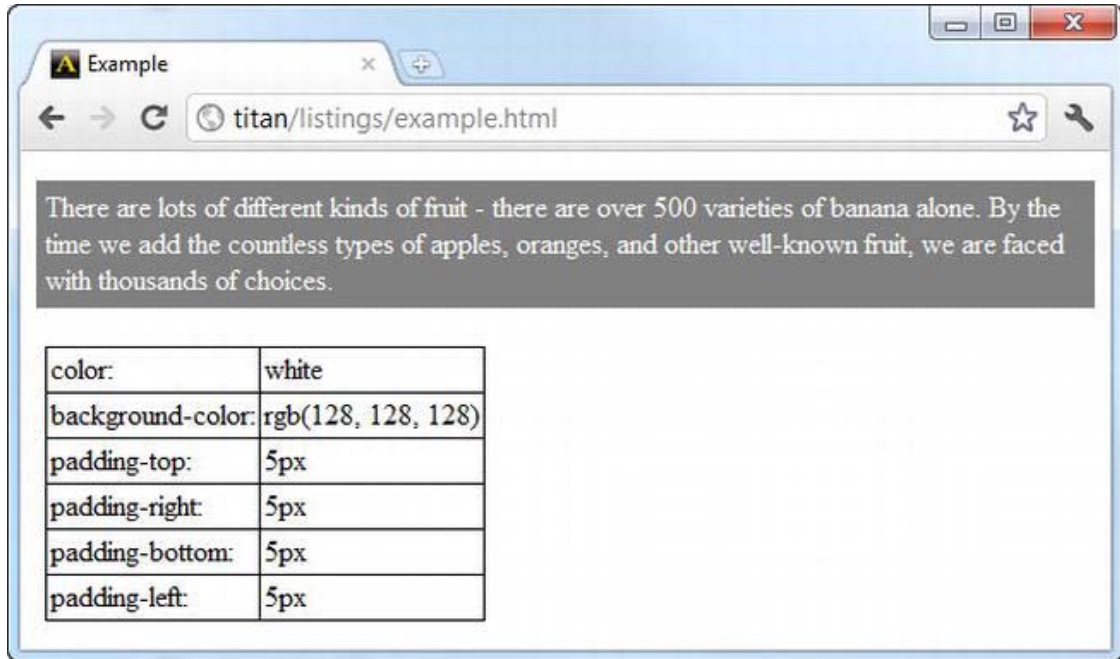 Example
titan/listings/example.html
There are lots of different kinds of fruit - there are over 500 varieties of banana alone. By the
time we add the countless types of apples, oranges, and other well-known fruit, we are faced
with thousands of choices.
color: white
background-color: rgb(128, 128, 128)
padding-top: 5px
padding-right: 5px
padding-bottom: 5px
padding-left: 5px